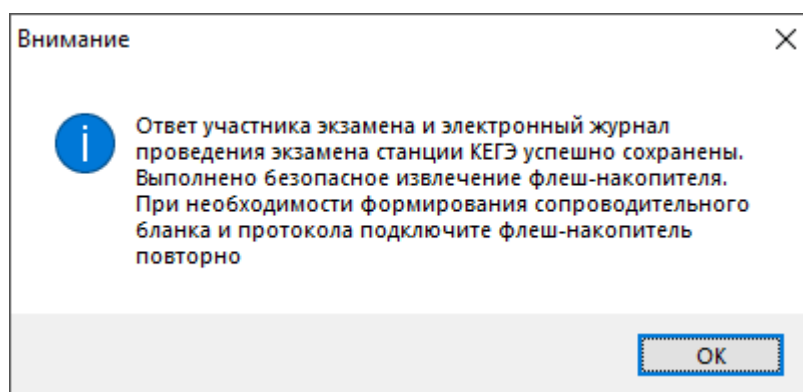 Внимание
Ответ участника экзамена и электронный журнал
проведения экзамена станции КЕГЭ успешно сохранены.
Выполнено безопасное извлечение флеш-накопителя.
При необходимости формирования сопроводительного
бланка и протокола подключите флеш-накопитель
повторно
ОК